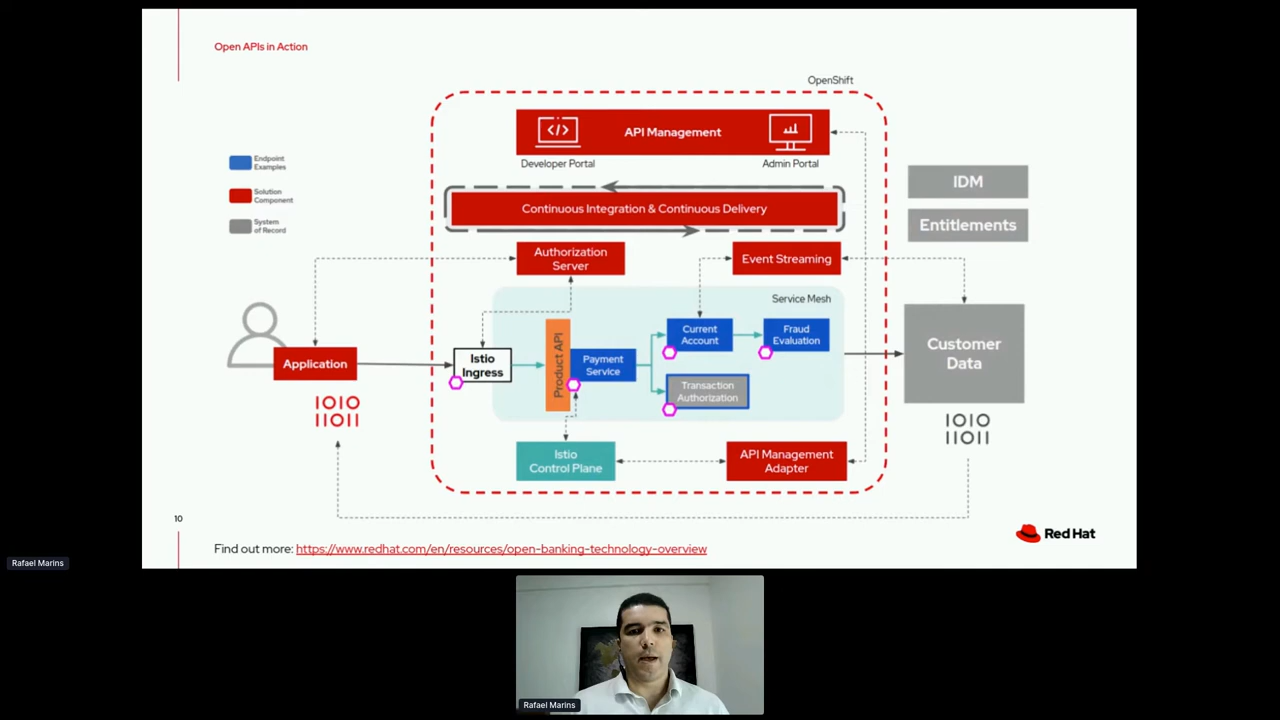 Open APIs in Action
OpenShift
API Management
Developer Portal
Admin Portal
Endpoint
Examples
Solution
Component
System
of Record
Continuous Integration & Continuous Delivery
IDM
Entitlements
Authorization
Server
Event Streaming
Service Mesh
Application
Istio
Ingress
Product API
Payment
Service
Current
Account
Fraud
Evaluation
Transaction
Authorization
Customer
Data
1010
11011
1010
11011
Istio
Control Plane
API Management
Adapter
10
Red Hat
Find out more: https://www.redhat.com/en/resources/open-banking-technology-overview
Rafael Marins
Rafael Marins